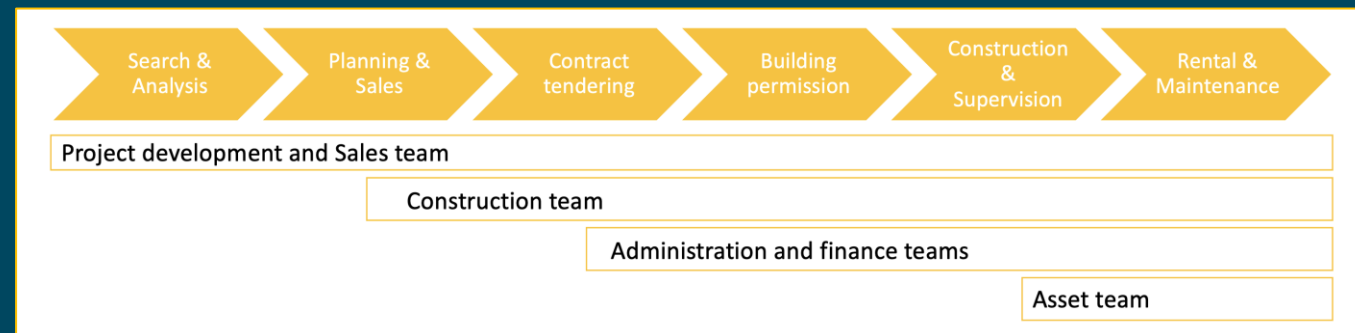 Search &
Analysis
Planning &
Sales
Contract
tendering
Building
permission
Construction
&
Supervision
Rental &
Maintenance
Project development and Sales team
Construction team
Administration and finance teams
Asset team